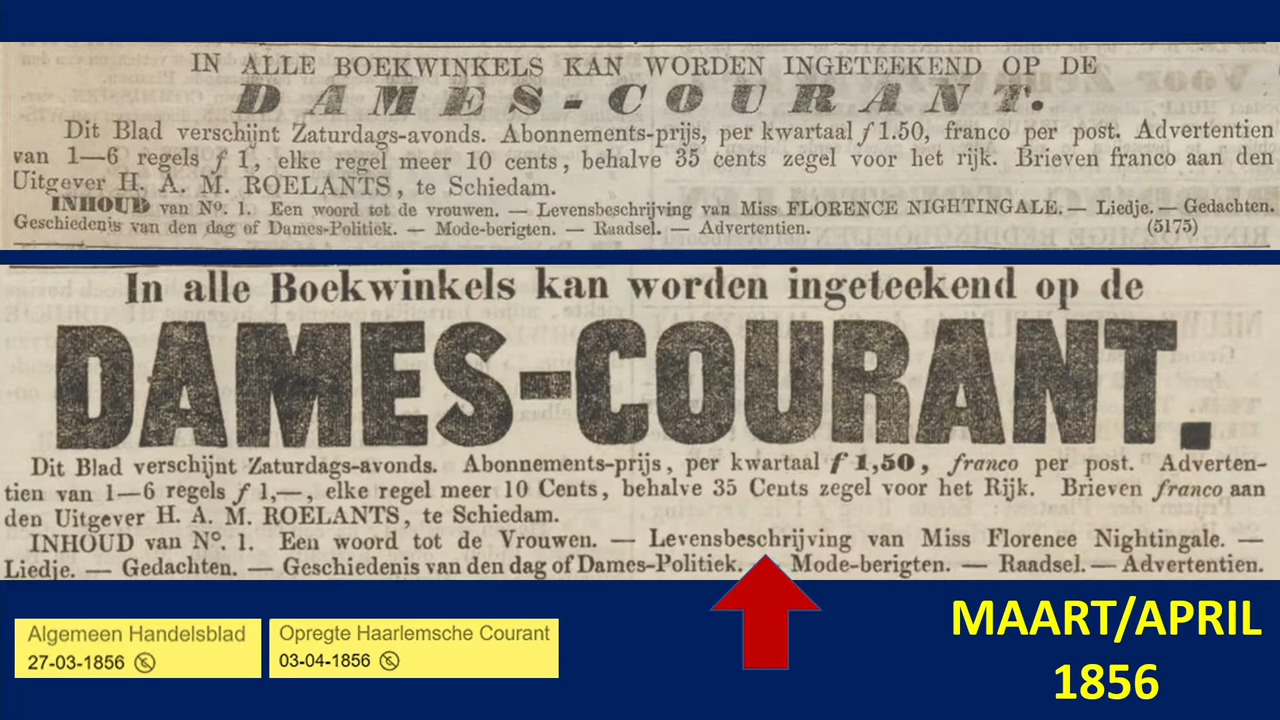 IN ALLE BOEKWINKELS KAN WORDEN INGETEEKEND OP DE
DAMES-COURANT.
Dit Blad verschijnt Zaturdags-avonds. Abonnements-prijs, per kwartaal ƒ 1.50, franco per post. Advertentien
van 1—6 regels ƒ 1, elke regel meer 10 cents, behalve 35 cents zegel voor het rijk. Brieven franco aan den
Uitgever H. A. M. ROELANTS, te Schiedam.
INHOUD van N°. 1. Een woord tot de vrouwen. — Levensbeschrijving van Miss FLORENCE NIGHTINGALE. — Liedje. — Gedachten.
Geschiedenis van den dag of Dames-Politiek. — Mode-berigten. — Raadsel. — Advertentien. (5175)
In alle Boekwinkels kan worden ingeteekend op de
DAMES-COURANT.
Dit Blad verschijnt Zaturdags-avonds. Abonnements-prijs, per kwartaal ƒ 1,50, franco per post. Adverten-
tien van 1—6 regels ƒ 1,—, elke regel meer 10 Cents, behalve 35 Cents zegel voor het Rijk. Brieven franco aan
den Uitgever H. A. M. ROELANTS, te Schiedam.
INHOUD van N°. 1. Een woord tot de Vrouwen. — Levensbeschrijving van Miss Florence Nightingale. —
Liedje. — Gedachten. — Geschiedenis van den dag of Dames-Politiek. — Mode-berigten. — Raadsel. — Advertentien.
Algemeen Handelsblad
27-03-1856
Opregte Haarlemsche Courant
03-04-1856
MAART/APRIL
1856